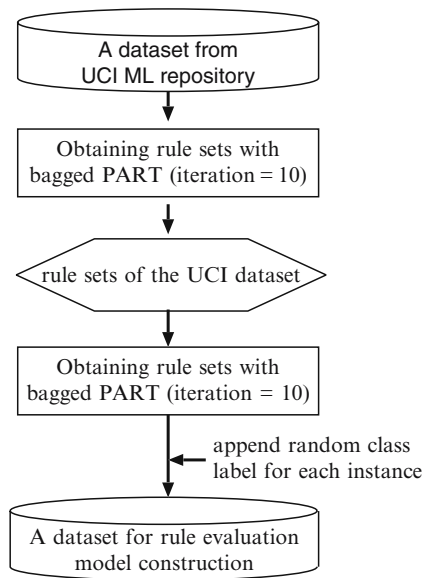 A dataset from
UCI ML repository
Obtaining rule sets with
bagged PART (iteration = 10)
rule sets of the UCI dataset
Obtaining rule sets with
bagged PART (iteration = 10)
append random class
label for each instance
A dataset for rule evaluation
model construction